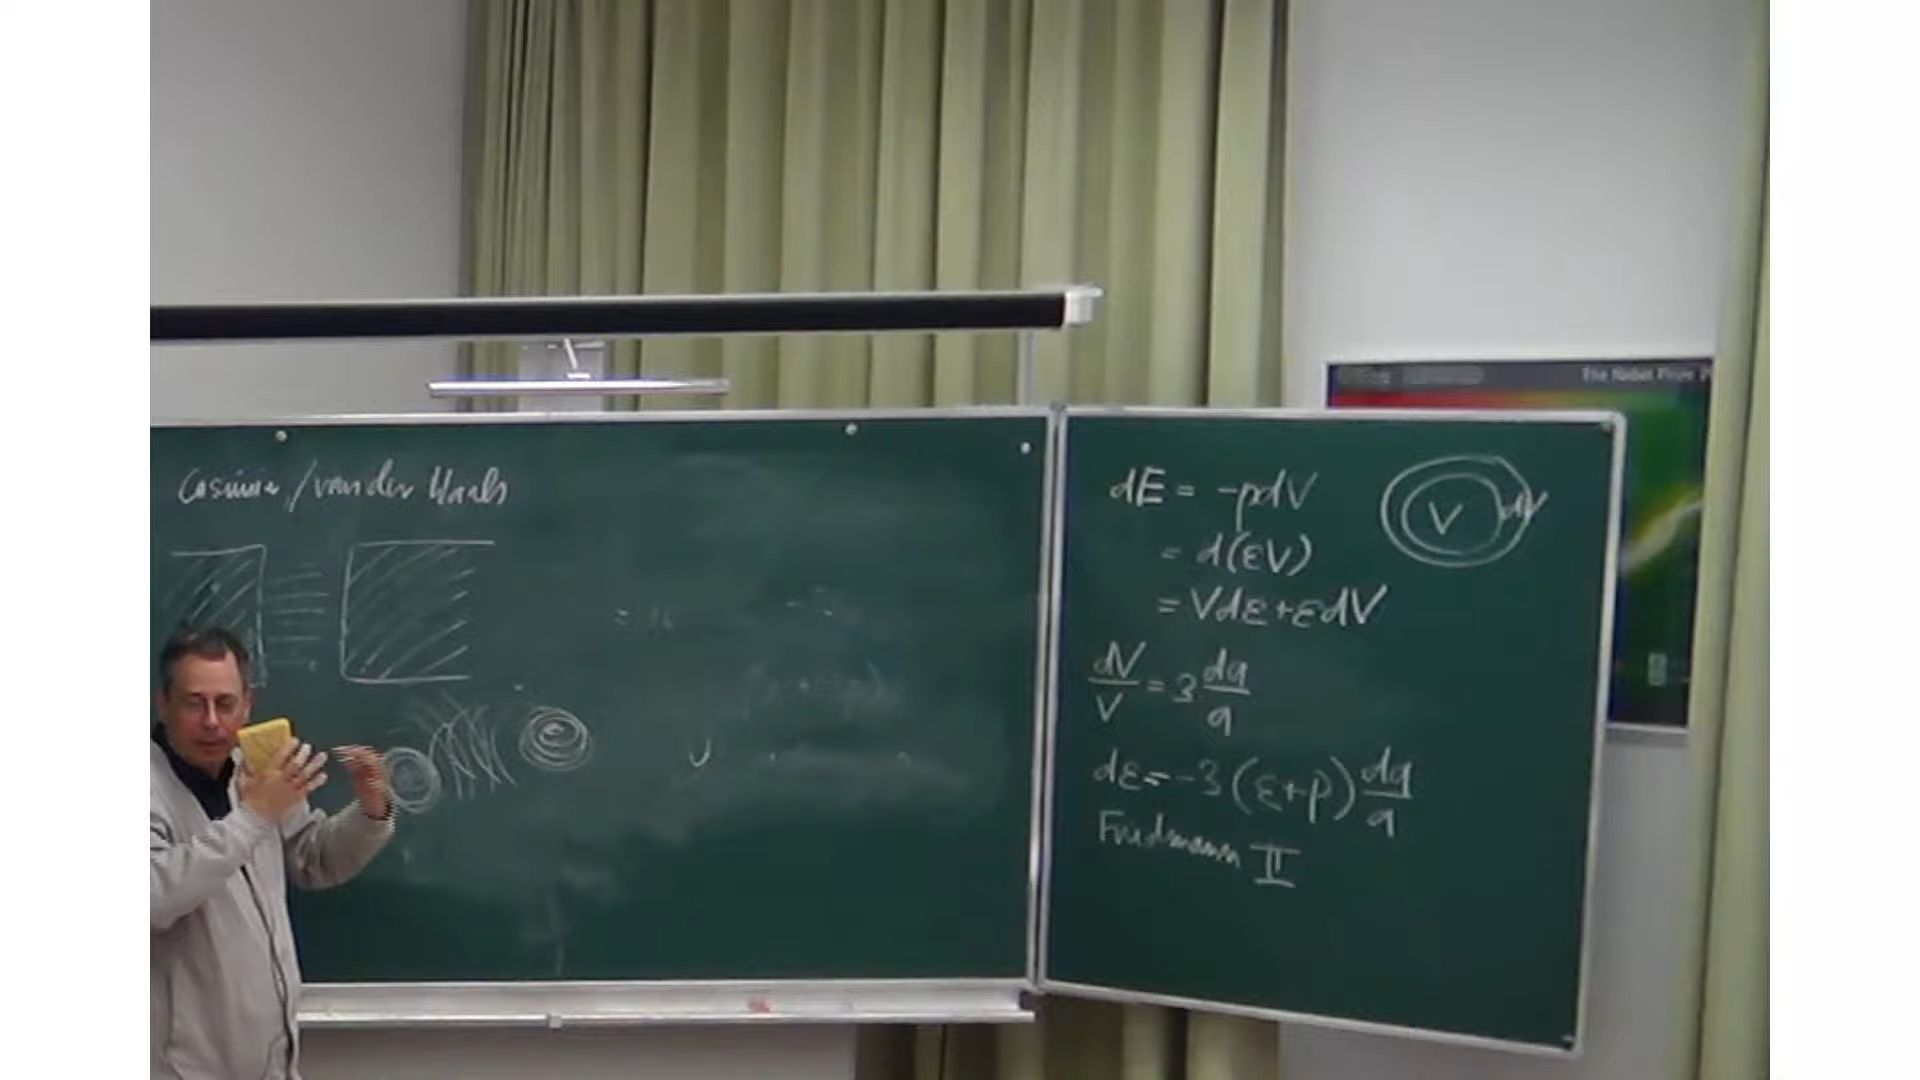 Casimir/van der Waals
dE = -pdV
= d(εV)
= Vdε+εdV
V dV
dV/V = 3 da/a
dε = -3(ε+p) da/a
Friedmann II
The Nobel Prize